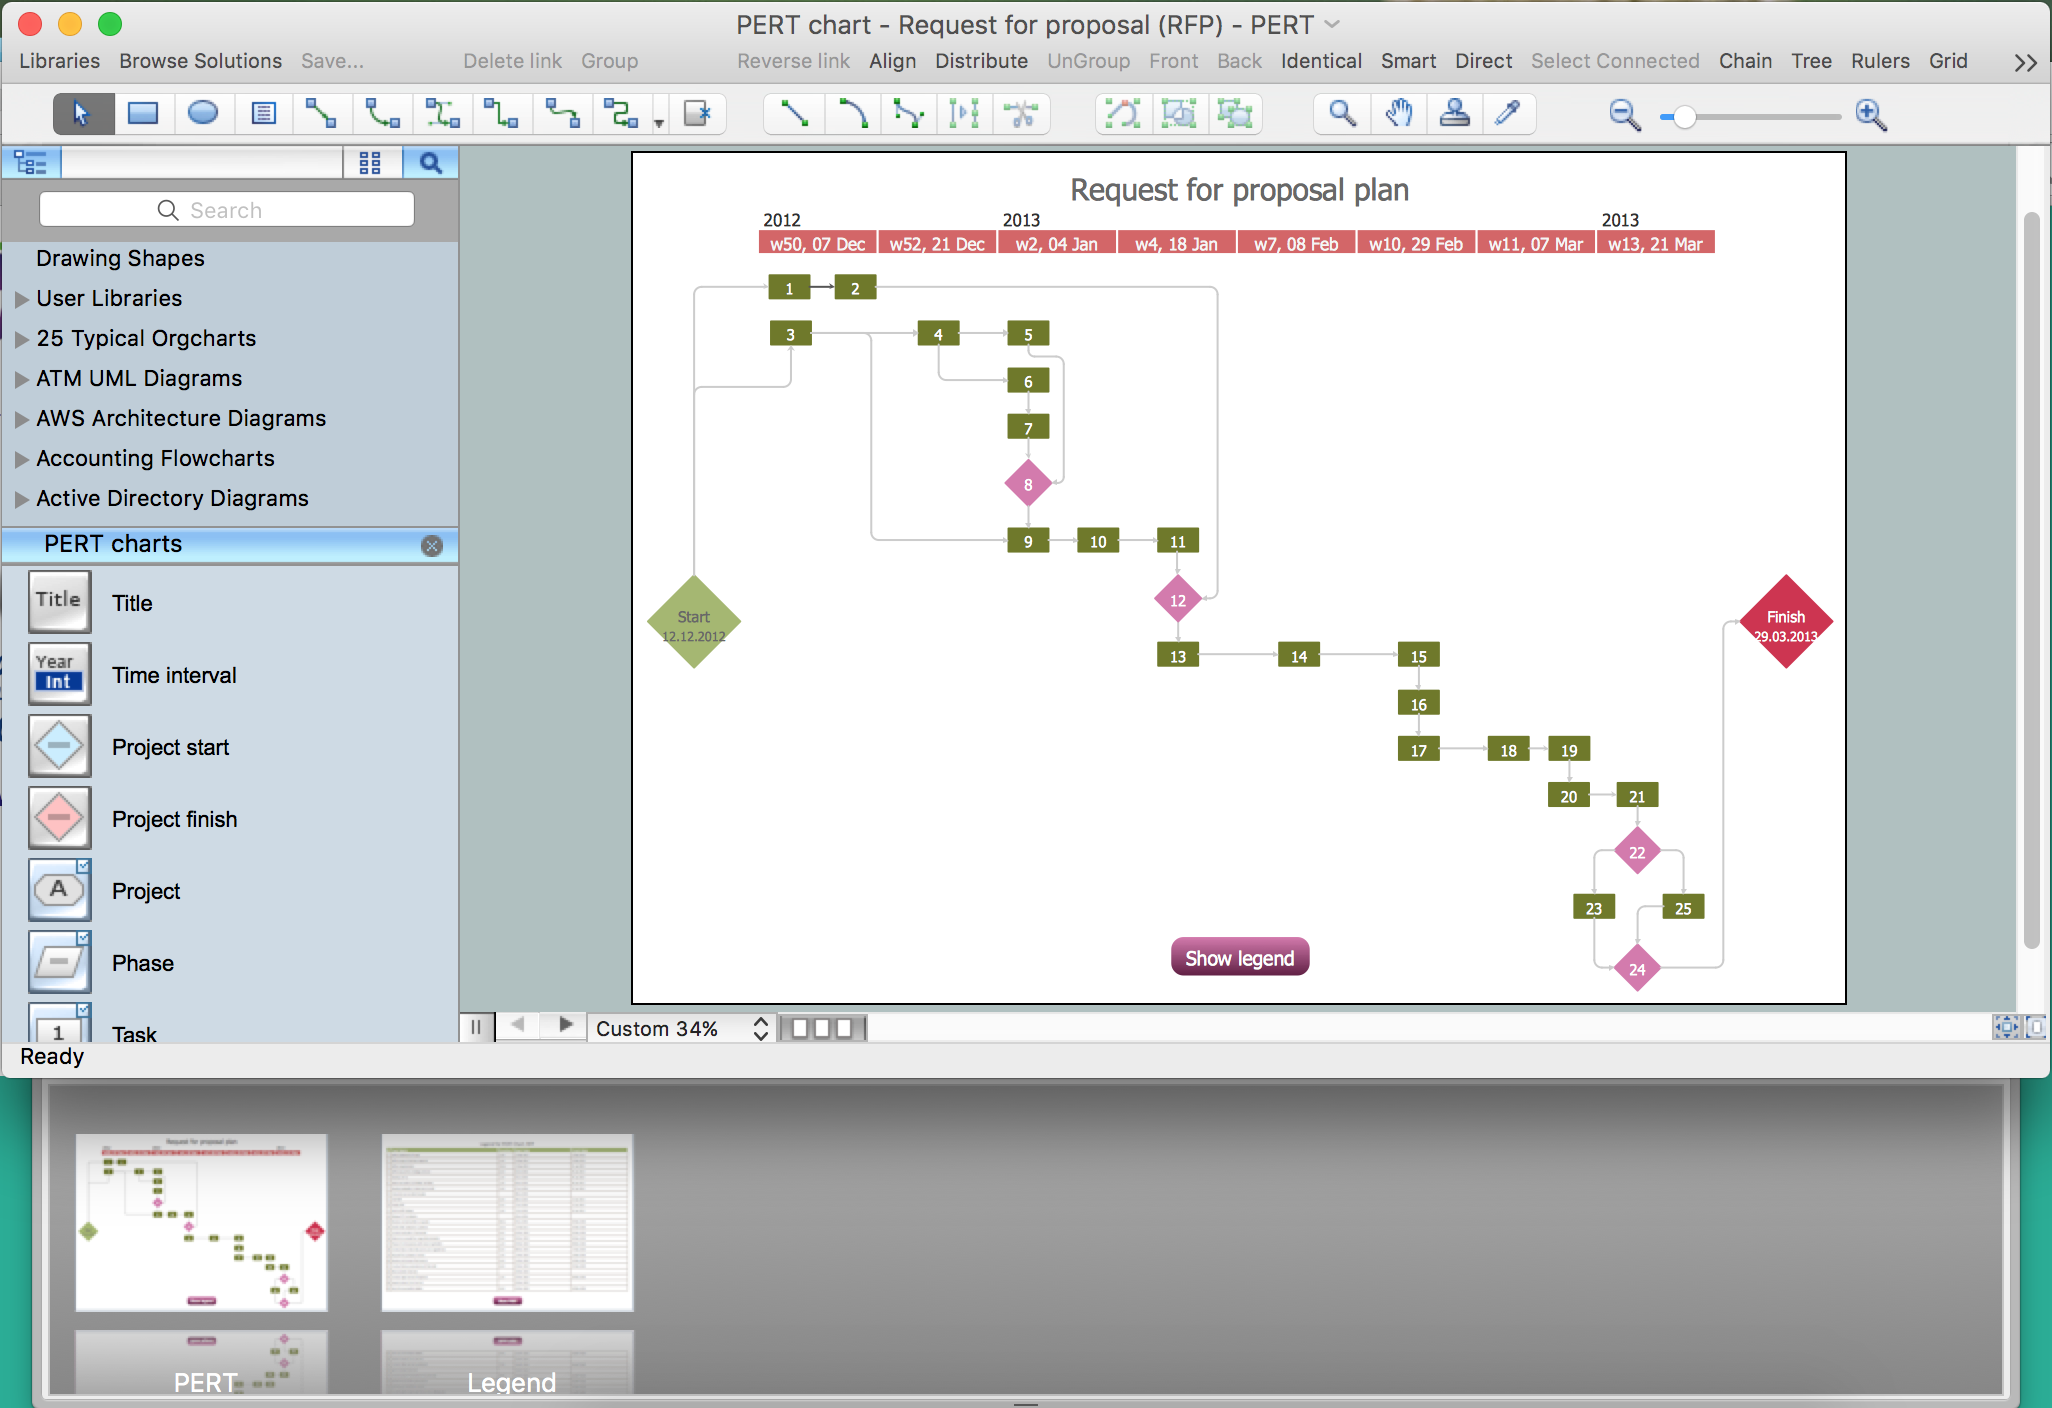 PERT chart - Request for proposal (RFP) - PERT
Libraries Browse Solutions Save... Delete link Group Reverse link Align Distribute UnGroup Front Back Identical Smart Direct Select Connected Chain Tree Rulers Grid
Search
Drawing Shapes
User Libraries
25 Typical Orgcharts
ATM UML Diagrams
AWS Architecture Diagrams
Accounting Flowcharts
Active Directory Diagrams
PERT charts
Title Title
Year Int Time interval
Project start
Project finish
A Project
Phase
1 Task
Ready
Request for proposal plan
2012 2013 2013
w50, 07 Dec w52, 21 Dec w2, 04 Jan w4, 18 Jan w7, 08 Feb w10, 29 Feb w11, 07 Mar w13, 21 Mar
1 2
3 4 5
6
7
8
9 10 11
12
Start
12.12.2012
Finish
29.03.2013
13 14 15
16
17 18 19
20 21
22
23 25
24
Show legend
Custom 34%
Request for proposal plan
PERT Legend